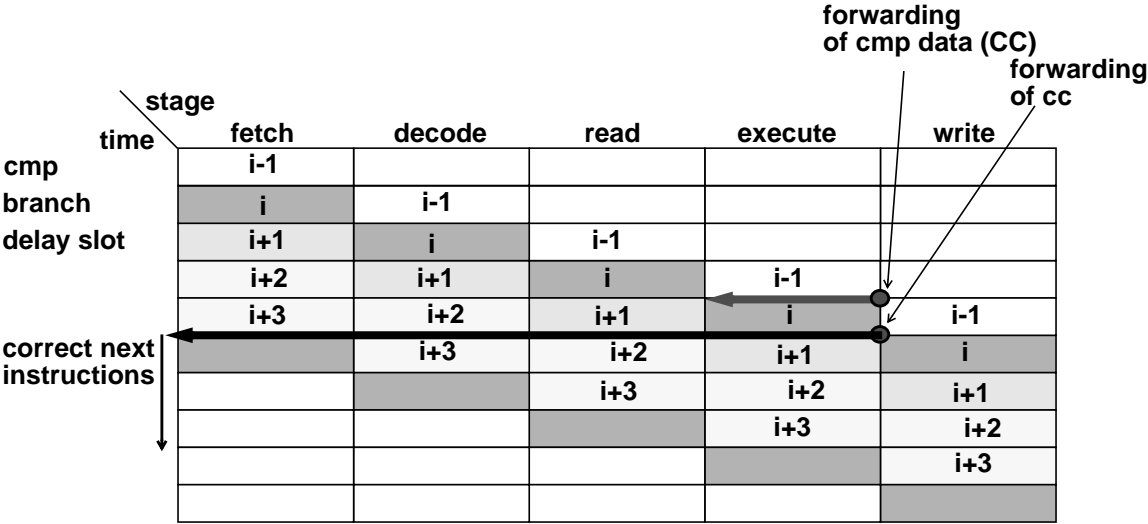 forwarding
of cmp data (CC)
forwarding
of cc
stage
time
fetch decode read execute write
cmp i-1
branch i i-1
delay slot i+1 i i-1
i+2 i+1 i i-1
i+3 i+2 i+1 i i-1
correct next
instructions
i+3 i+2 i+1 i
i+3 i+2 i+1
i+3 i+2
i+3